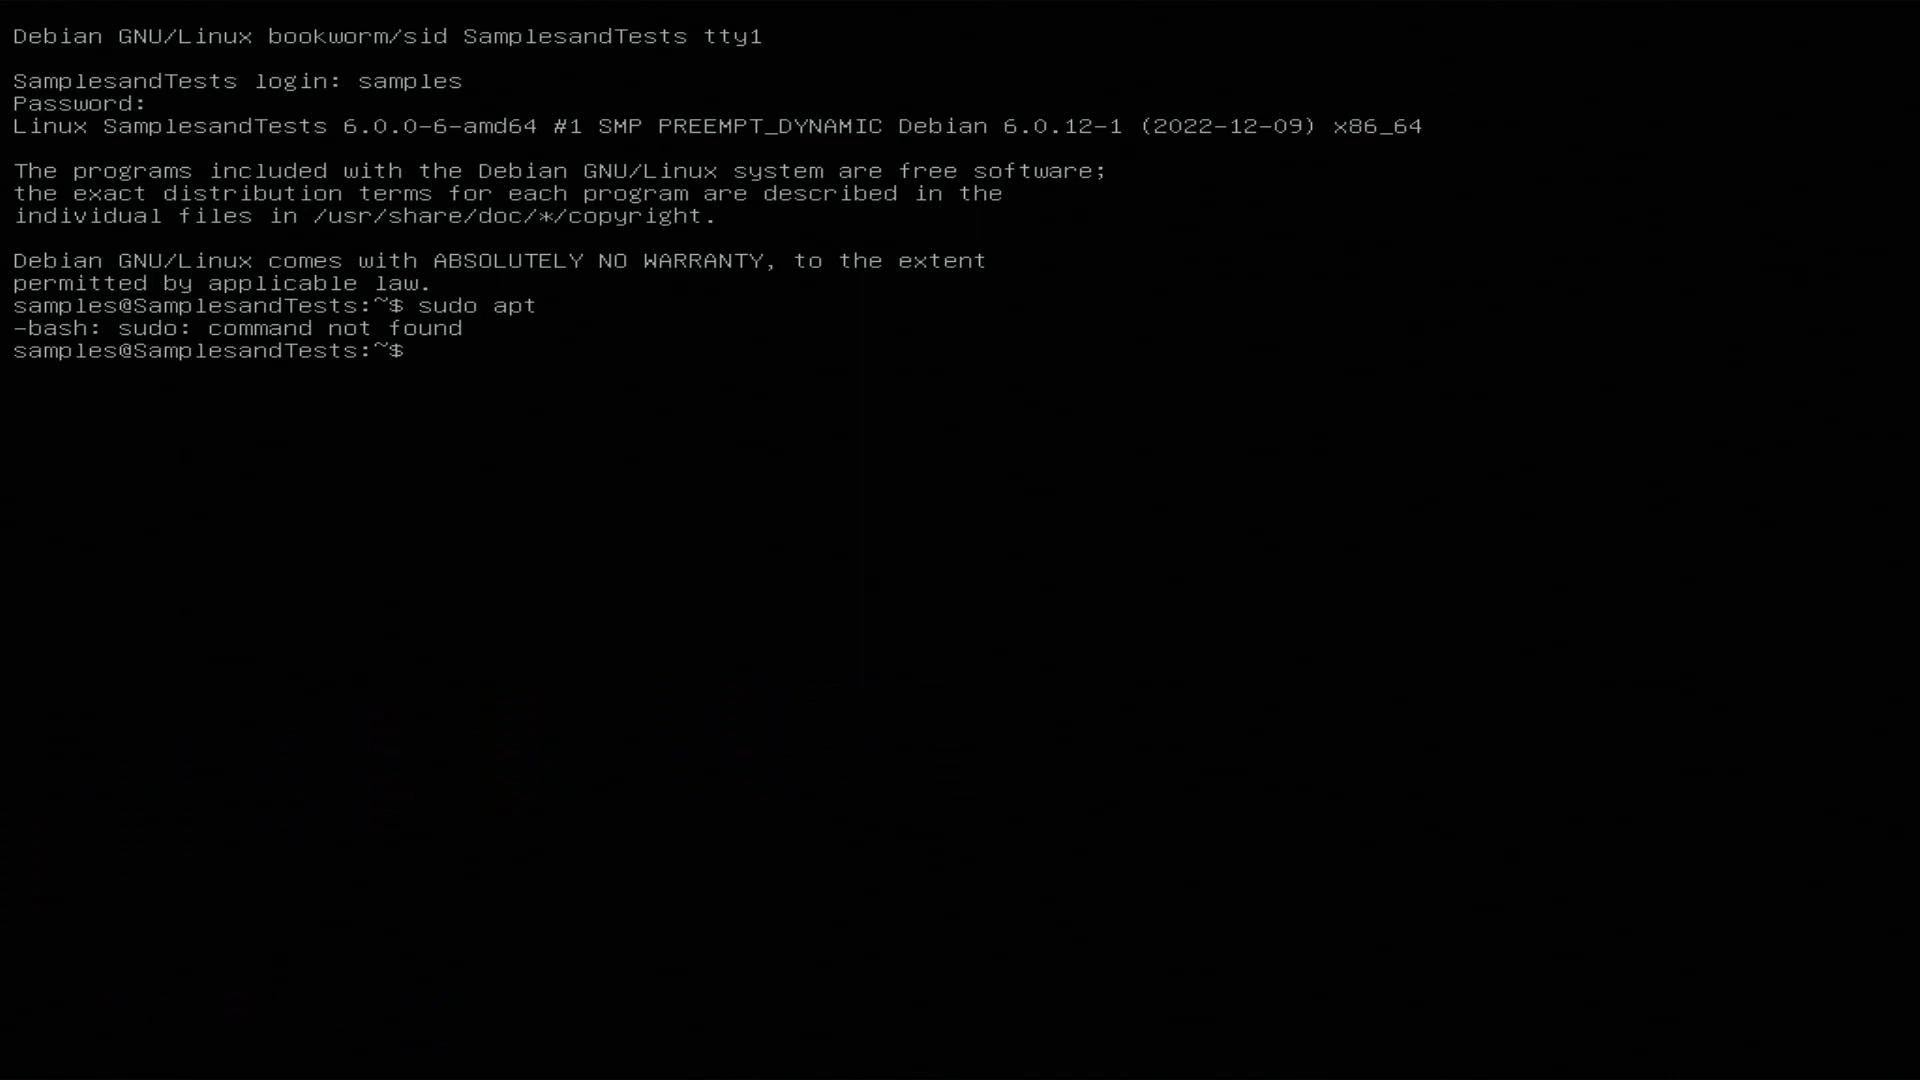 Debian GNU/Linux bookworm/sid SamplesandTests tty1
SamplesandTests login: samples
Password:
Linux SamplesandTests 6.0.0-6-amd64 #1 SMP PREEMPT_DYNAMIC Debian 6.0.12-1 (2022-12-09) x86_64
The programs included with the Debian GNU/Linux system are free software;
the exact distribution terms for each program are described in the
individual files in /usr/share/doc/*/copyright.
Debian GNU/Linux comes with ABSOLUTELY NO WARRANTY, to the extent
permitted by applicable law.
samples@SamplesandTests:~$ sudo apt
-bash: sudo: command not found
samples@SamplesandTests:~$